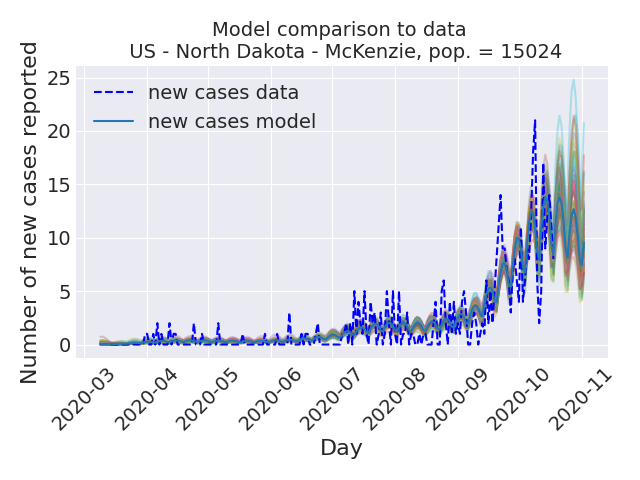 Model comparison to data
US - North Dakota - McKenzie, pop. = 15024
Number of new cases reported
25
20
15
10
5
0
new cases data
new cases model
2020-03
2020-04
2020-05
2020-06
2020-07
2020-08
2020-09
2020-10
2020-11
Day